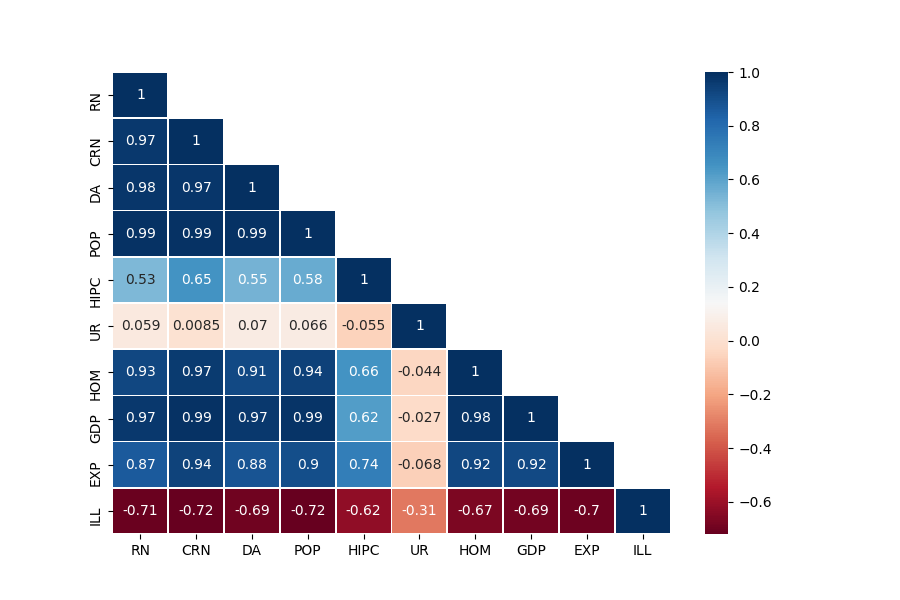 RN 1
CRN 0.97 1
DA 0.98 0.97 1
POP 0.99 0.99 0.99 1
HIPC 0.53 0.65 0.55 0.58 1
UR 0.059 0.0085 0.07 0.066 -0.055 1
HOM 0.93 0.97 0.91 0.94 0.66 -0.044 1
GDP 0.97 0.99 0.97 0.99 0.62 -0.027 0.98 1
EXP 0.87 0.94 0.88 0.9 0.74 -0.068 0.92 0.92 1
ILL -0.71 -0.72 -0.69 -0.72 -0.62 -0.31 -0.67 -0.69 -0.7 1
RN CRN DA POP HIPC UR HOM GDP EXP ILL
1.0
0.8
0.6
0.4
0.2
0.0
−0.2
−0.4
−0.6